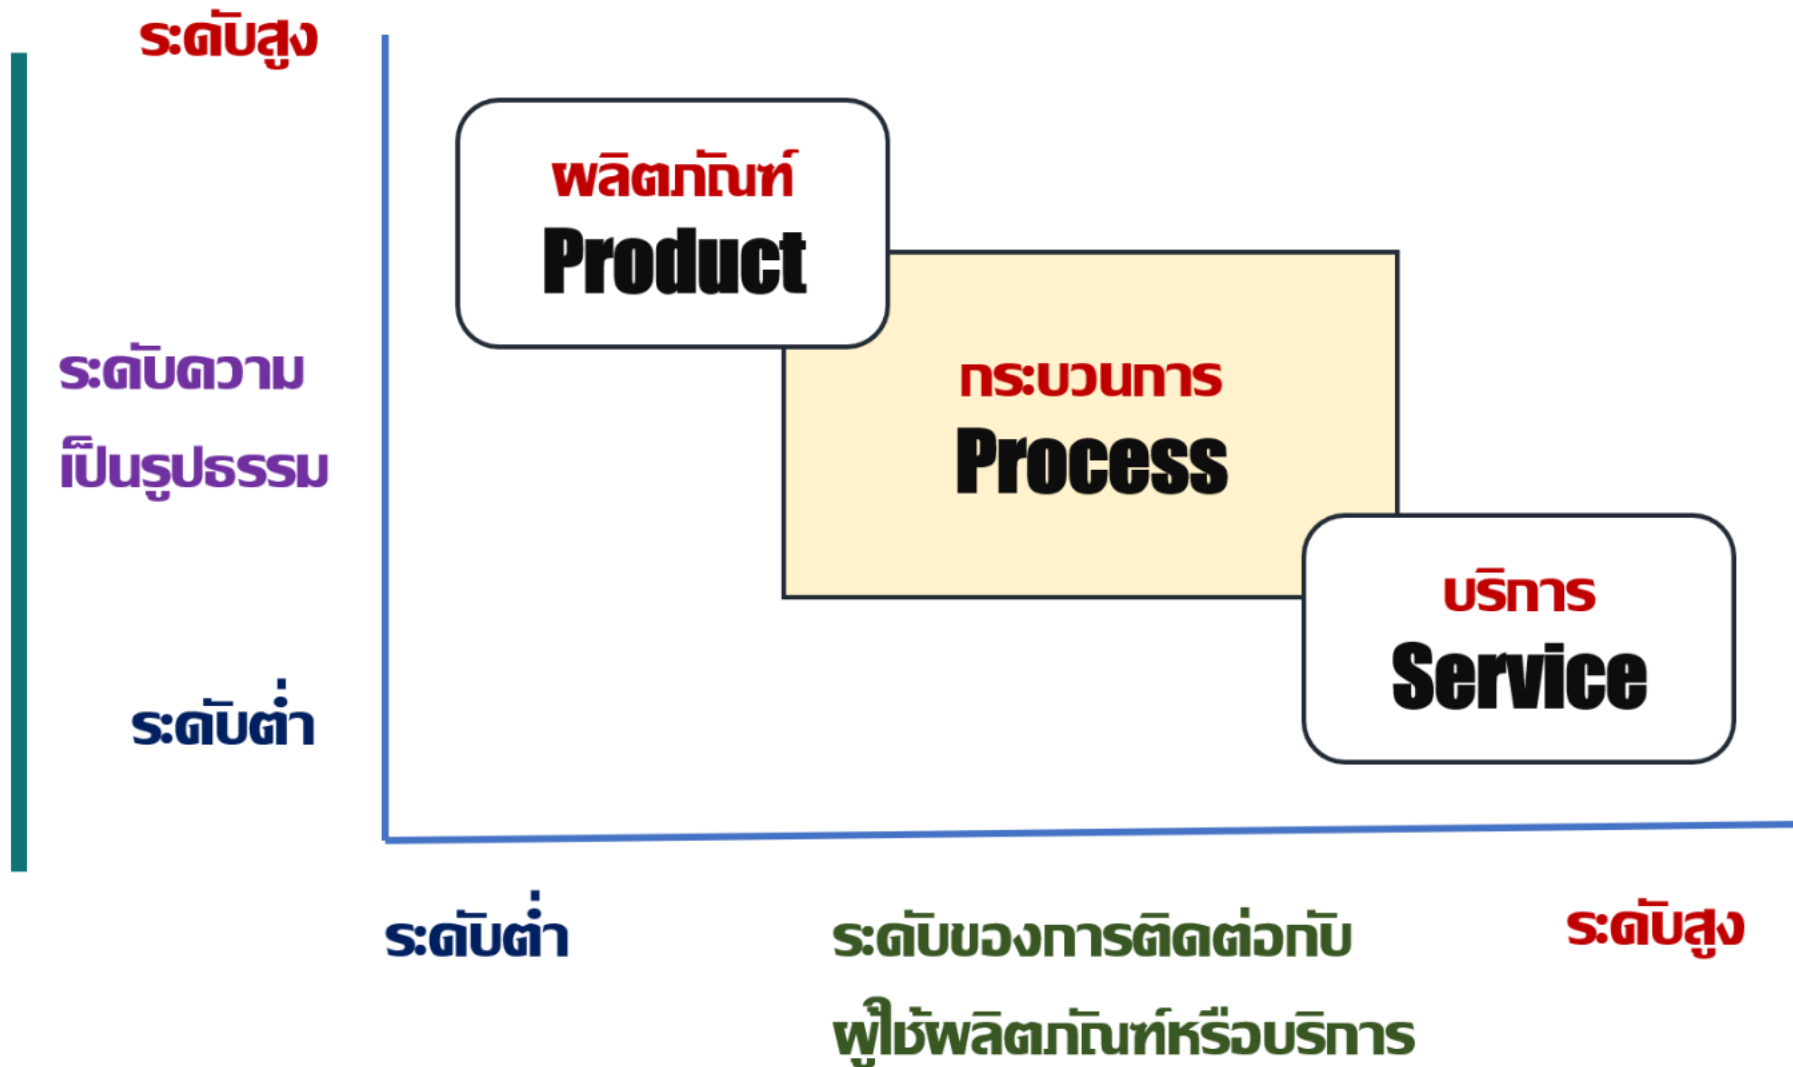 ระดับสูง
ผลิตภัณฑ์
Product
ระดับความ
เป็นรูปธรรม
กระบวนการ
Process
บริการ
Service
ระดับต่ำ
ระดับต่ำ
ระดับของการติดต่อกับ
ผู้ใช้ผลิตภัณฑ์หรือบริการ
ระดับสูง